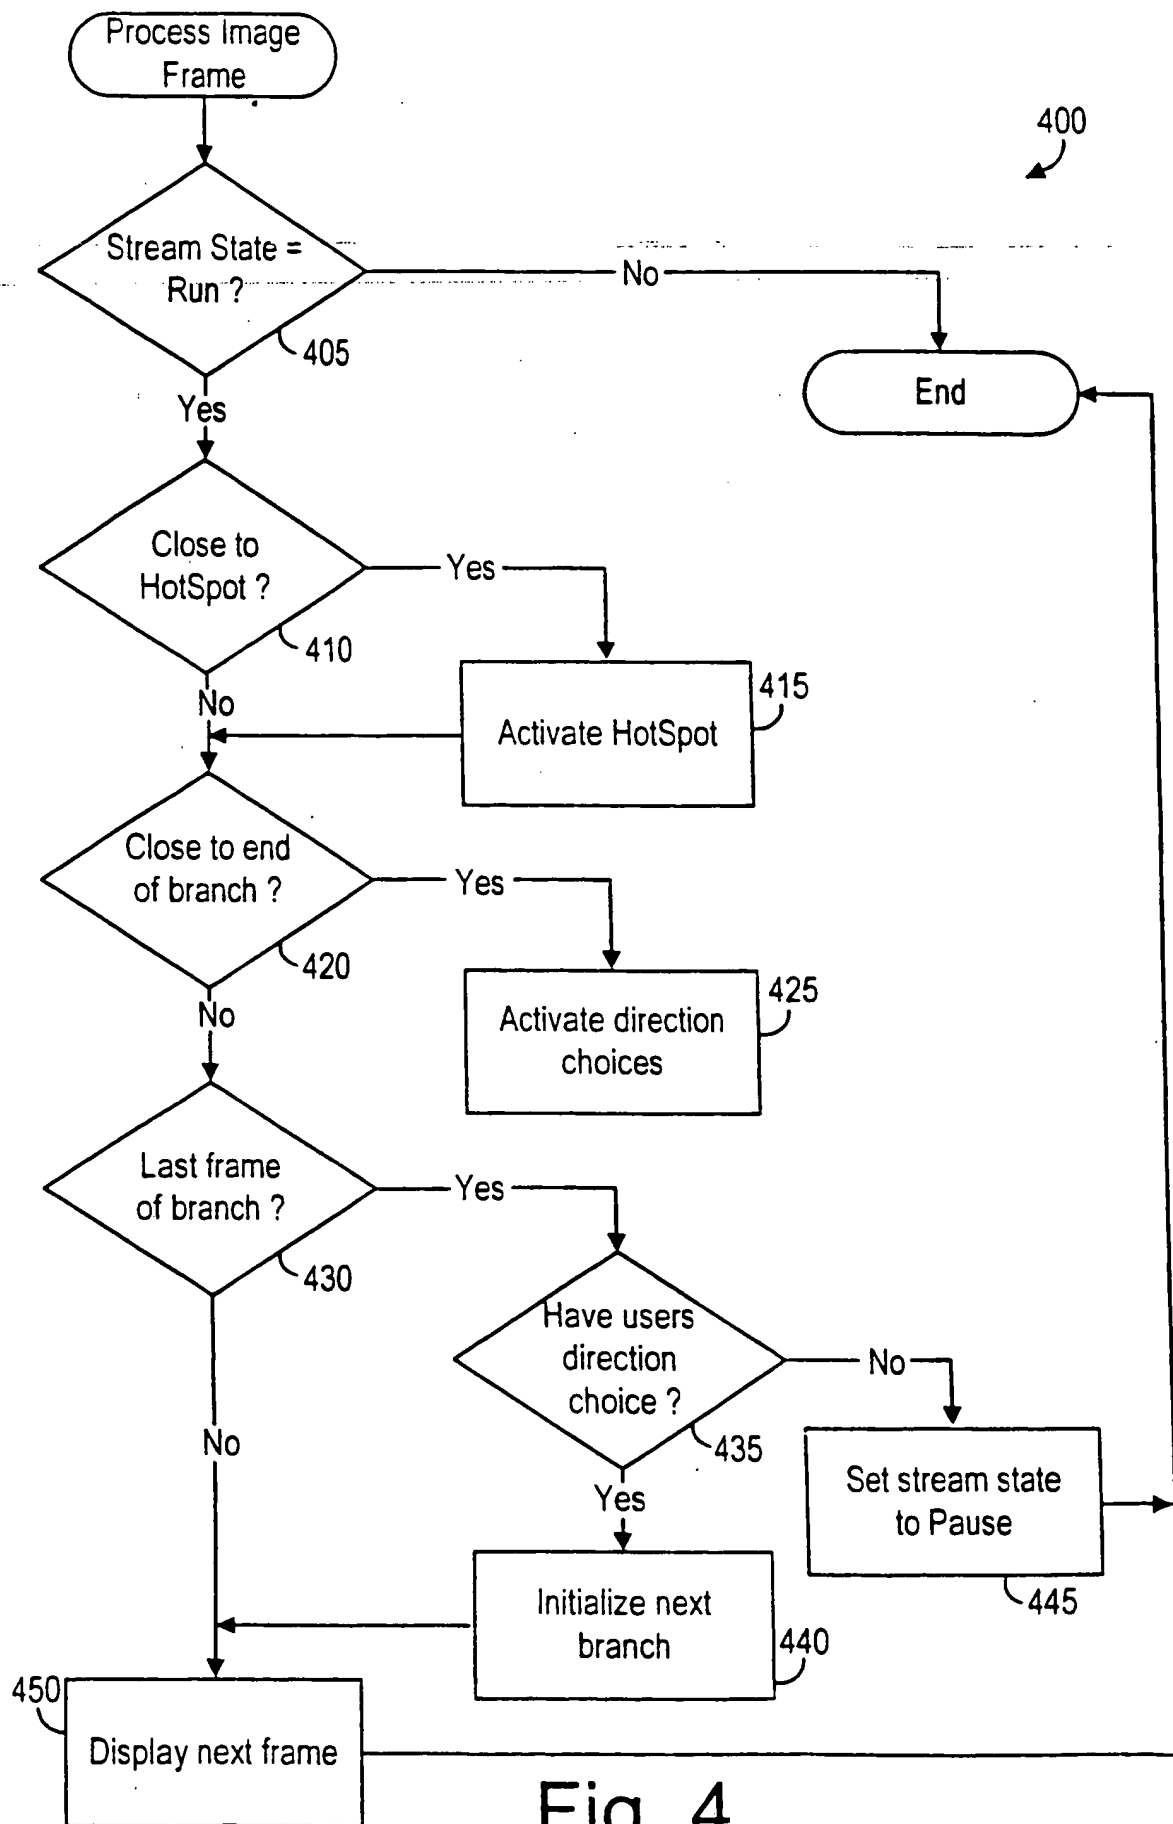 Process Image
Frame
400
Stream State =
Run ?
No
405
End
Yes
Close to
HotSpot ?
Yes
410
No
415
Activate HotSpot
Close to end
of branch ?
Yes
420
No
425
Activate direction
choices
Last frame
of branch ?
Yes
430
Have users
direction
choice ?
No
435
No
Yes
Set stream state
to Pause
445
Initialize next
branch
440
450
Display next frame
Fig. 4